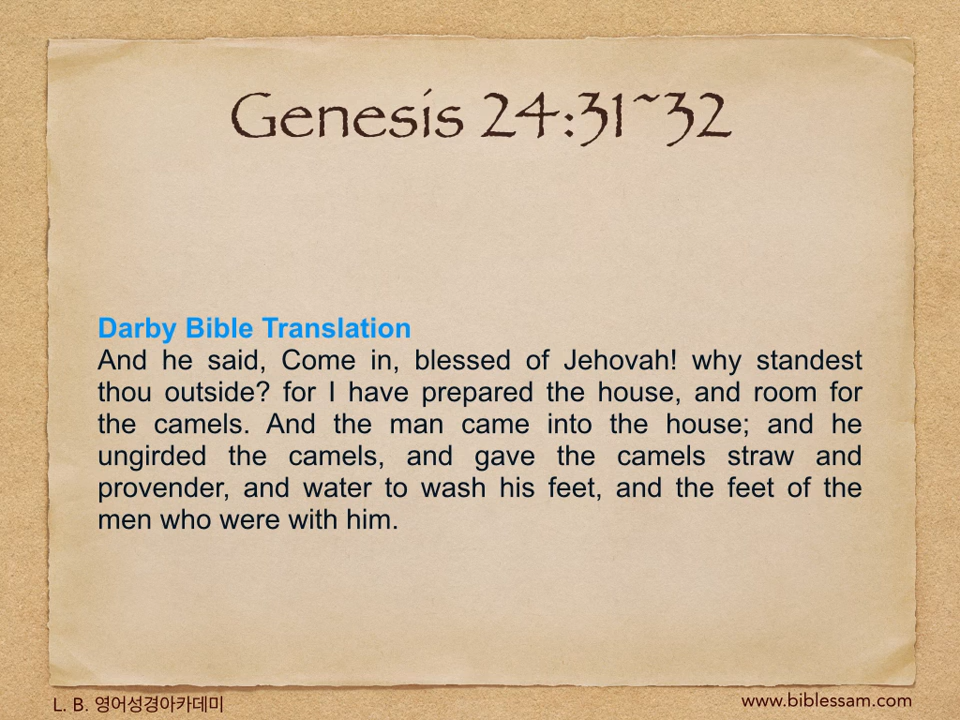 Genesis 24:31~32
Darby Bible Translation
And he said, Come in, blessed of Jehovah! why standest
thou outside? for I have prepared the house, and room for
the camels. And the man came into the house; and he
ungirded the camels, and gave the camels straw and
provender, and water to wash his feet, and the feet of the
men who were with him.
L. B. 영어성경아카데미
www.biblessam.com